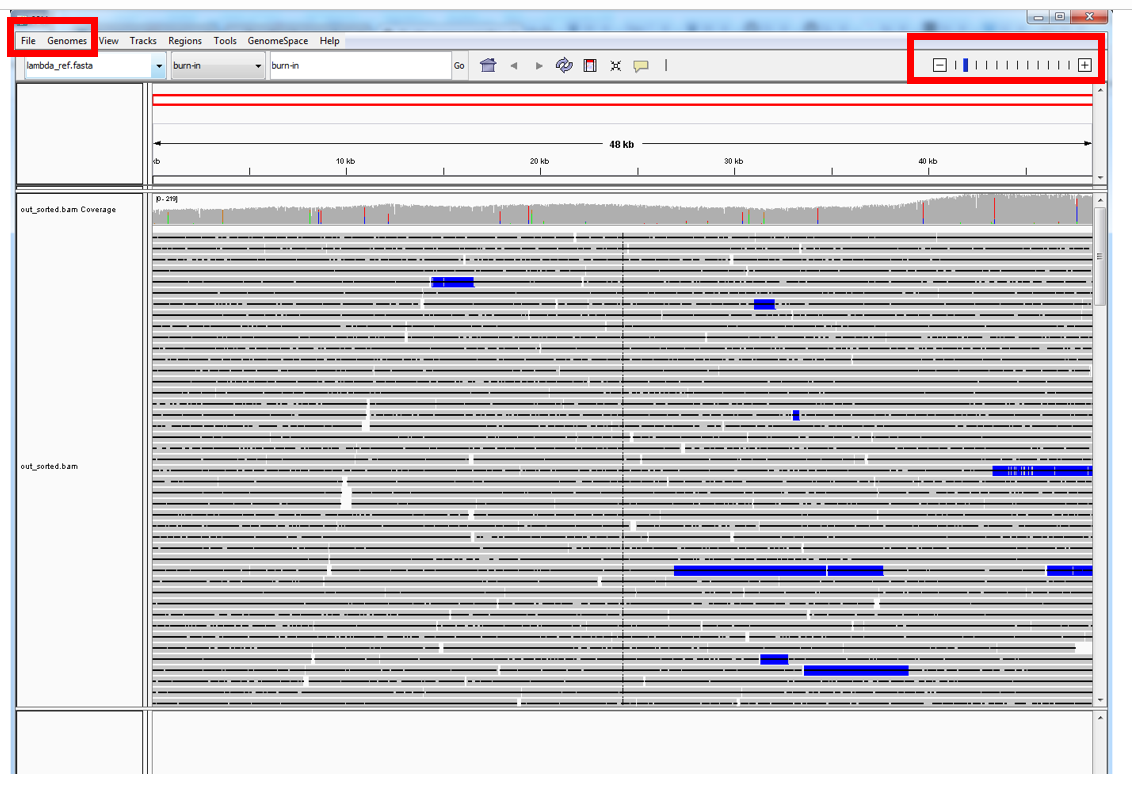 File Genomes View Tracks Regions Tools GenomeSpace Help
lambda_ref.fasta burn-in burn-in Go
48 kb
kb 10 kb 20 kb 30 kb 40 kb
[0 - 219]
out_sorted.bam Coverage
out_sorted.bam